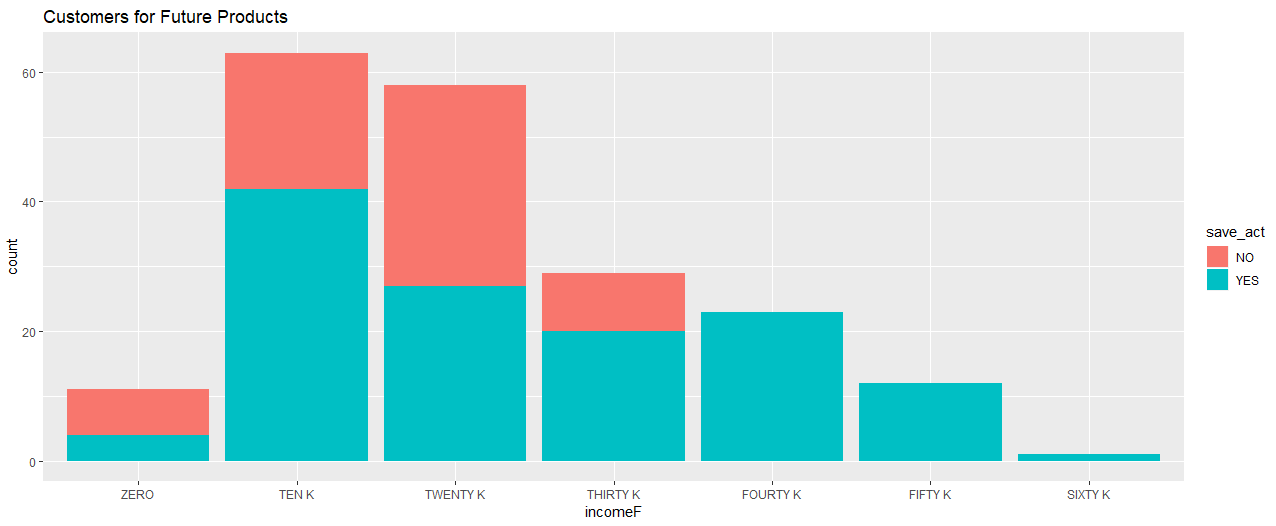 Customers for Future Products
60
40
20
0
count
ZERO TEN K TWENTY K THIRTY K FOURTY K FIFTY K SIXTY K
incomeF
save_act
NO
YES